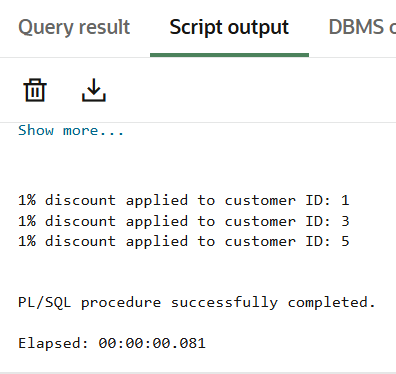 Query result Script output DBMS
Show more...
1% discount applied to customer ID: 1
1% discount applied to customer ID: 3
1% discount applied to customer ID: 5
PL/SQL procedure successfully completed.
Elapsed: 00:00:00.081